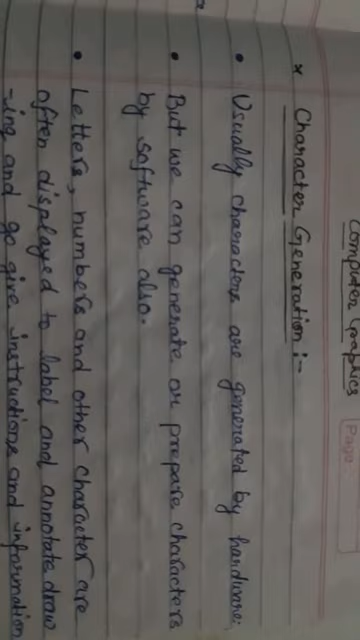 Computer Graphics
Page:
* Character Generation :-
• Usually characters are generated by hardware.
• But we can generate or prepare characters
by software also.
• Letters, numbers and other character are
often displayed to label and annotate draw
-ing and go give instructions and information